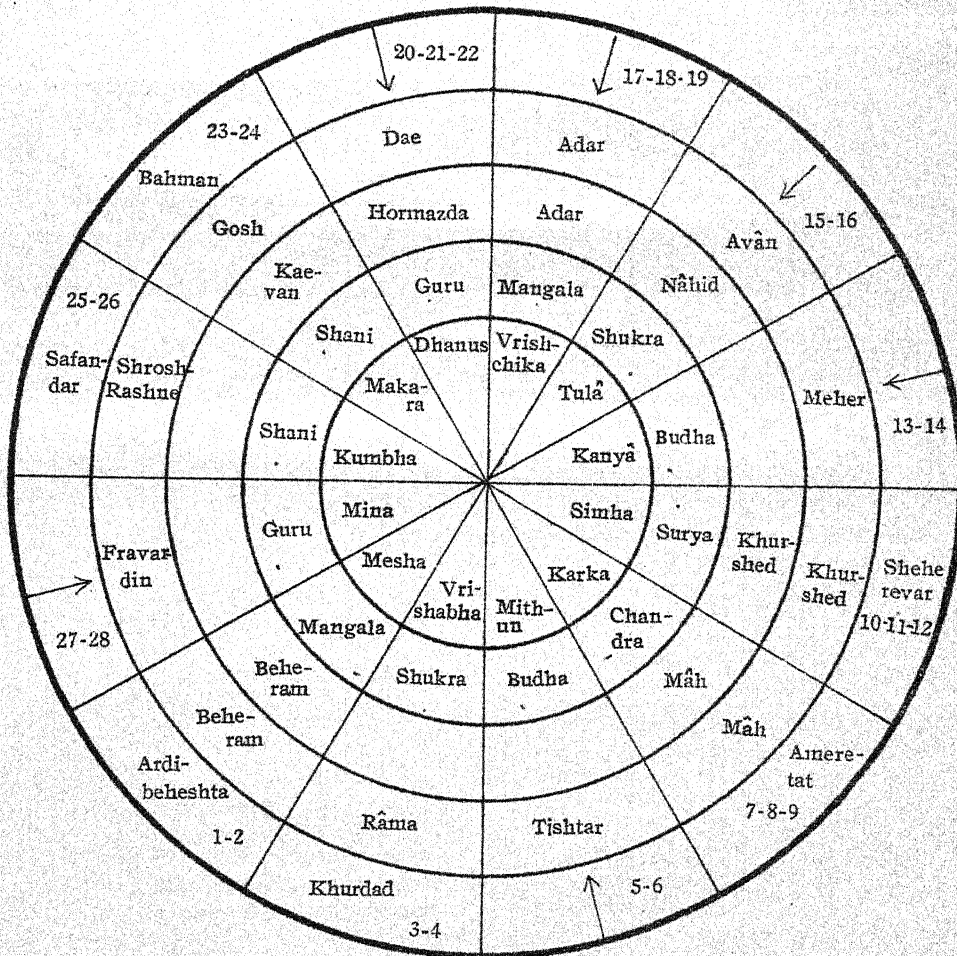 20-21-22
17-18-19
23-24
Bahman
Dae
Adar
15-16
Avân
Gosh
Hormazda
Adar
Nâhid
Kae-
van
Guru
Mangala
25-26
Shani
Dhanus
Vrish-
chika
Shukra
Safan-
dar
Shrosh-
Rashne
Maka-
ra
Tulâ
Meher
13-14
Shani
Kumbha
Kanyâ
Budha
Guru
Mina
Simha
Surya
Khur-
shed
Khur-
shed
Shehe
revar
10-11-12
Fravar-
din
Mesha
Karka
27-28
Vri-
shabha
Mith-
un
Chan-
dra
Mangala
Shukra
Budha
Mâh
Behe-
ram
Behe-
ram
Mâh
Amere-
tat
7-8-9
Ardi-
beheshta
1-2
Râma
Tishtar
Khurdad
3-4
5-6